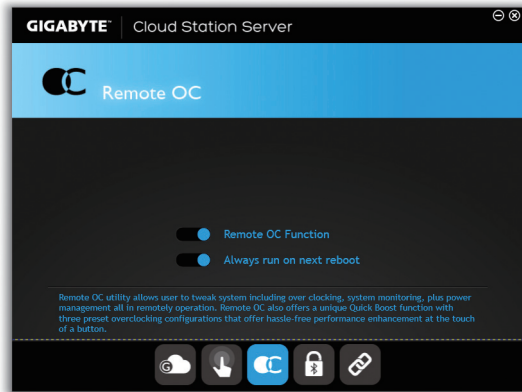 GIGABYTE™ Cloud Station Server
OC Remote OC
Remote OC Function
Always run on next reboot
Remote OC utility allows user to tweak system including over clocking, system monitoring, plus power
management all in remotely operation. Remote OC also offers a unique Quick Boost function with
three preset overclocking configurations that offer hassle-free performance enhancement at the touch
of a button.
G OC